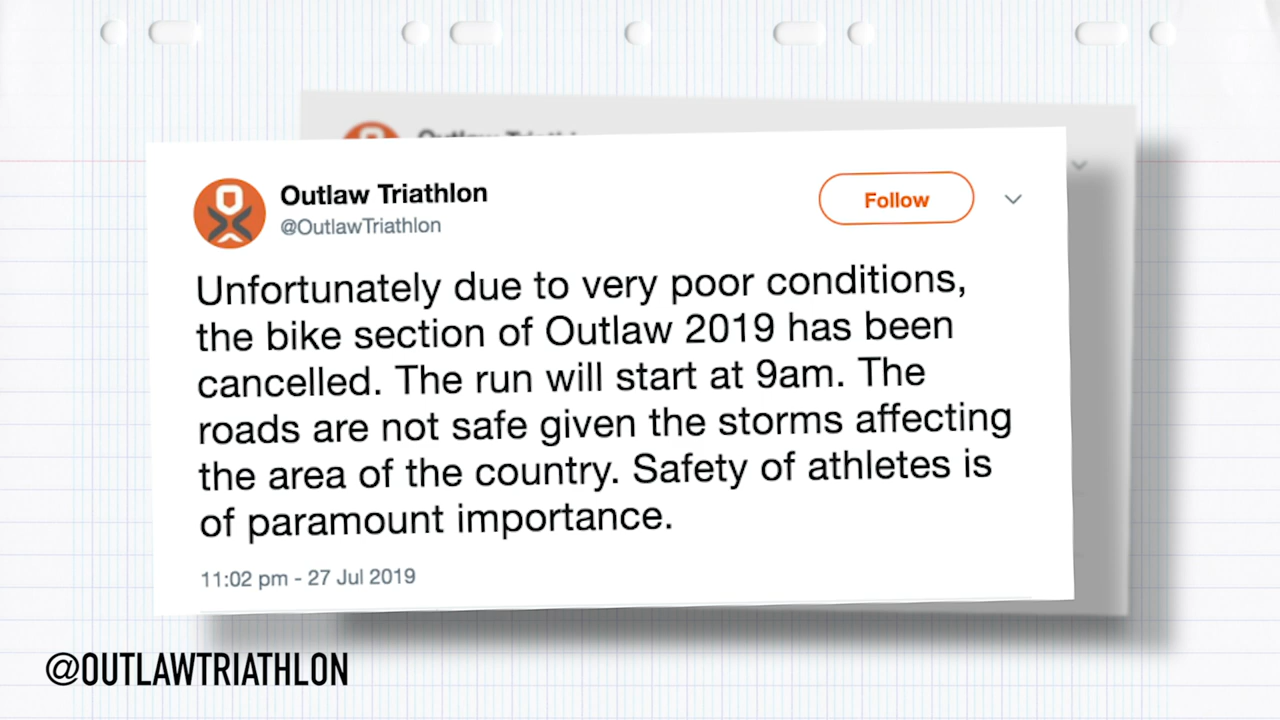 Outlaw Triathlon
Outlaw Triathlon
@OutlawTriathlon
Follow
Unfortunately due to very poor conditions,
the bike section of Outlaw 2019 has been
cancelled. The run will start at 9am. The
roads are not safe given the storms affecting
the area of the country. Safety of athletes is
of paramount importance.
11:02 pm - 27 Jul 2019
@OUTLAWTRIATHLON